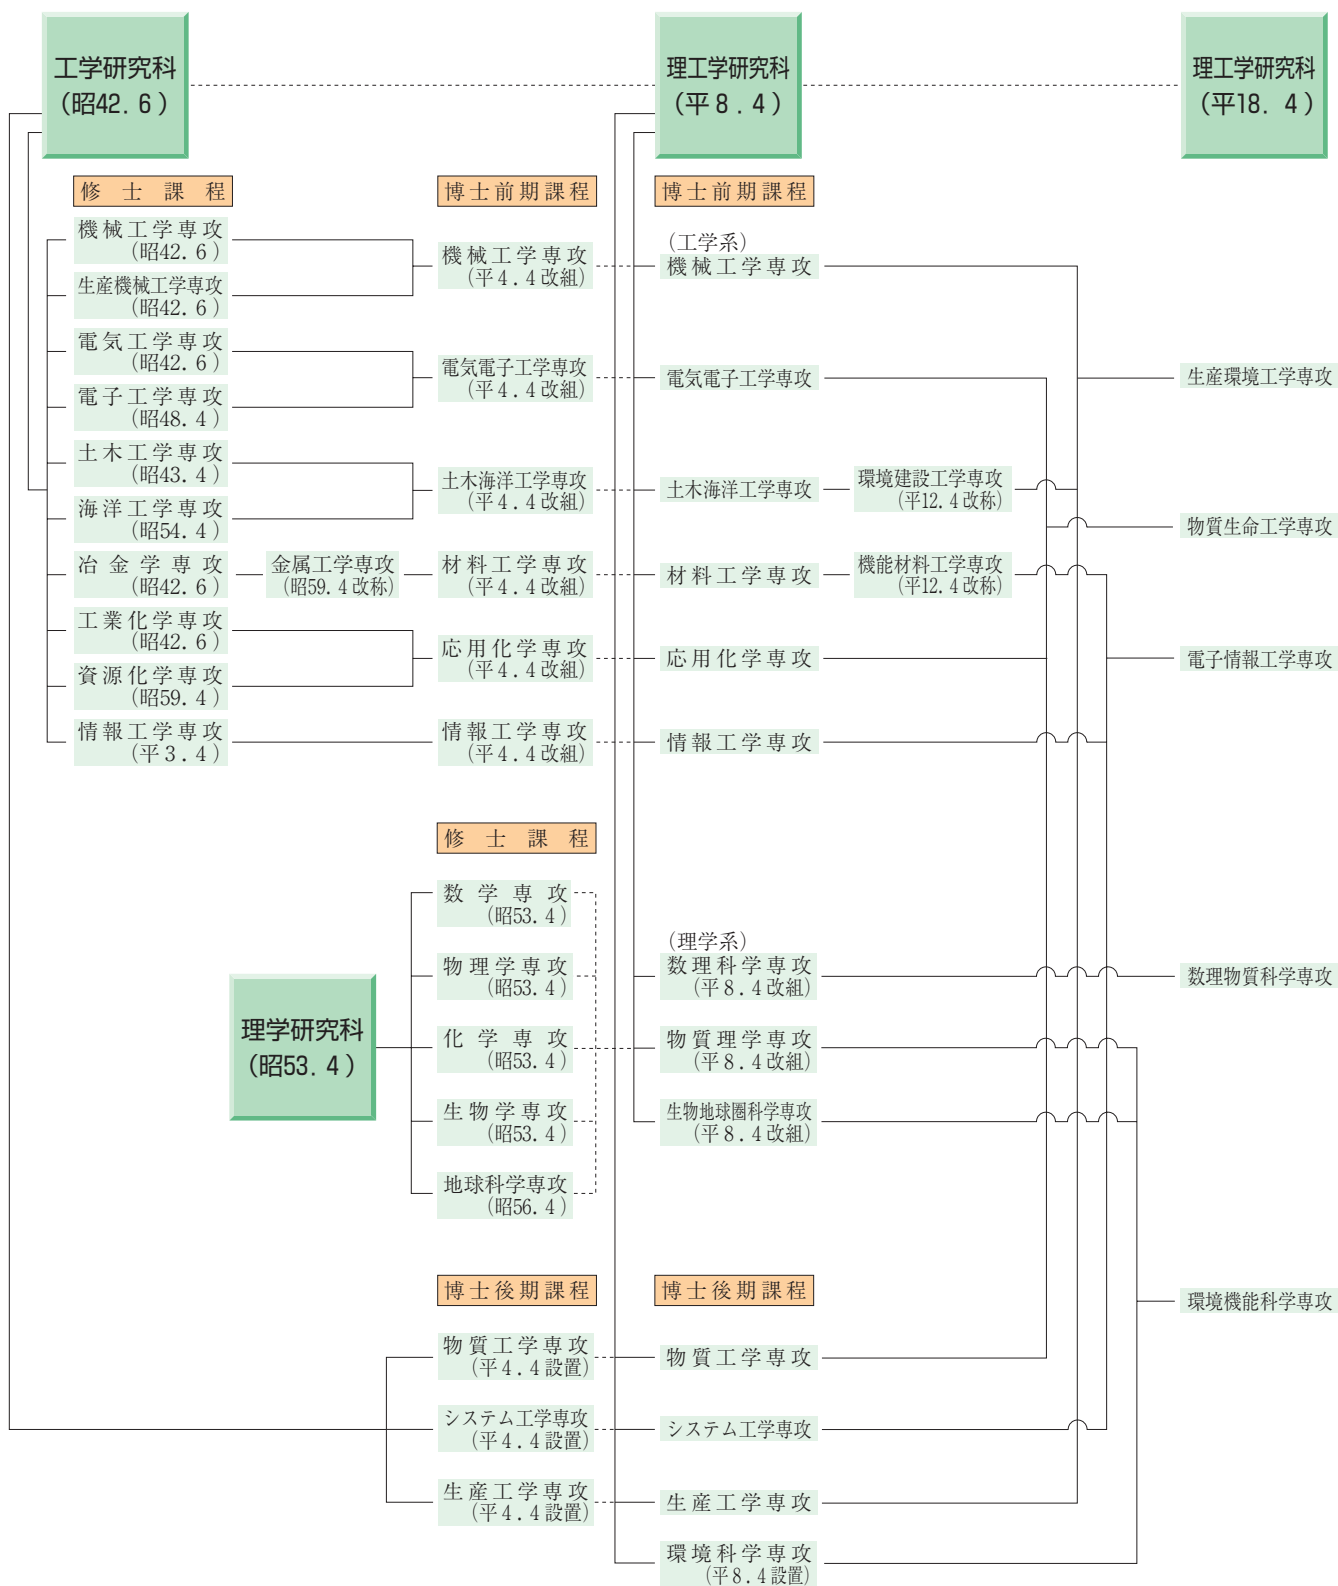 工学研究科
（昭42．6）
理工学研究科
（平8．4）
理工学研究科
（平18．4）
修士課程
博士前期課程
博士前期課程
機械工学専攻
（昭42．6）
生産機械工学専攻
（昭42．6）
電気工学専攻
（昭42．6）
電子工学専攻
（昭48．4）
土木工学専攻
（昭43．4）
海洋工学専攻
（昭54．4）
冶金学専攻
（昭42．6）
金属工学専攻
（昭59．4改称）
工業化学専攻
（昭42．6）
資源化学専攻
（昭59．4）
情報工学専攻
（平3．4）
機械工学専攻
（平4．4改組）
電気電子工学専攻
（平4．4改組）
土木海洋工学専攻
（平4．4改組）
材料工学専攻
（平4．4改組）
応用化学専攻
（平4．4改組）
情報工学専攻
（平4．4改組）
（工学系）
機械工学専攻
電気電子工学専攻
土木海洋工学専攻
環境建設工学専攻
（平12．4改称）
材料工学専攻
機能材料工学専攻
（平12．4改称）
応用化学専攻
情報工学専攻
生産環境工学専攻
物質生命工学専攻
電子情報工学専攻
修士課程
理学研究科
（昭53．4）
数学専攻
（昭53．4）
物理学専攻
（昭53．4）
化学専攻
（昭53．4）
生物学専攻
（昭53．4）
地球科学専攻
（昭56．4）
（理学系）
数理科学専攻
（平8．4改組）
物質理学専攻
（平8．4改組）
生物地球圏科学専攻
（平8．4改組）
数理物質科学専攻
環境機能科学専攻
博士後期課程
博士後期課程
物質工学専攻
（平4．4設置）
物質工学専攻
システム工学専攻
（平4．4設置）
システム工学専攻
生産工学専攻
（平4．4設置）
生産工学専攻
環境科学専攻
（平8．4設置）